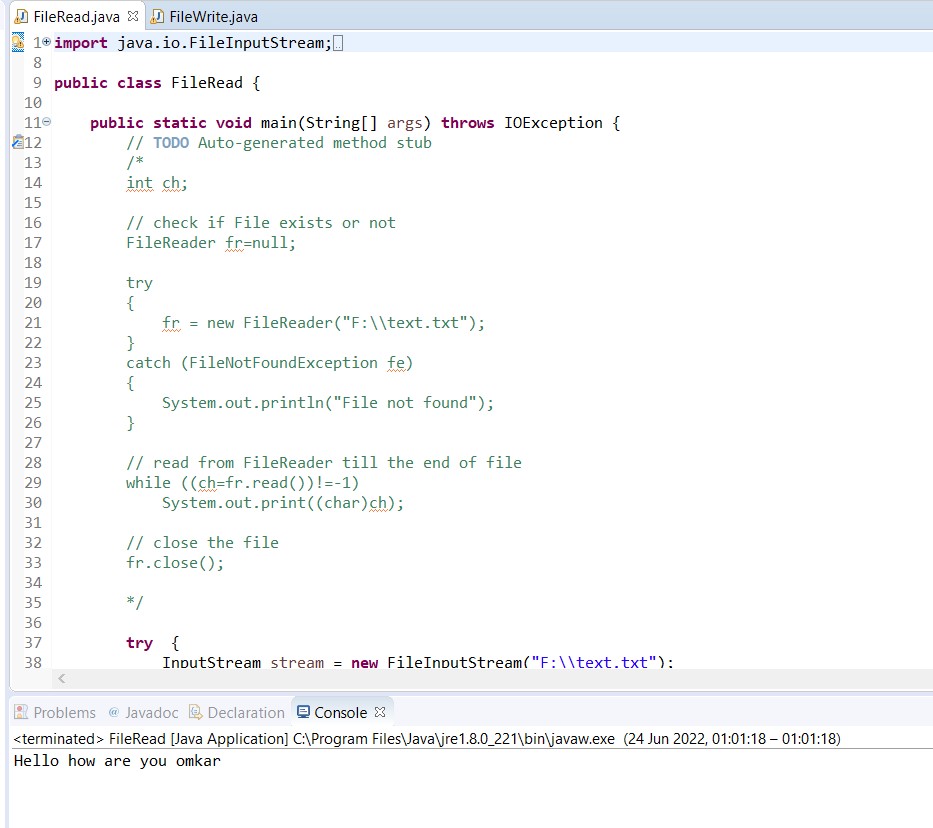 FileRead.java FileWrite.java
1 import java.io.FileInputStream;
8
9 public class FileRead {
10
11     public static void main(String[] args) throws IOException {
12         // TODO Auto-generated method stub
13         /*
14         int ch;
15
16         // check if File exists or not
17         FileReader fr=null;
18
19         try
20         {
21             fr = new FileReader("F:\\text.txt");
22         }
23         catch (FileNotFoundException fe)
24         {
25             System.out.println("File not found");
26         }
27
28         // read from FileReader till the end of file
29         while ((ch=fr.read())!=-1)
30             System.out.print((char)ch);
31
32         // close the file
33         fr.close();
34
35         */
36
37         try  {
38             InputStream stream = new FileInputStream("F:\\text.txt");
Problems @ Javadoc Declaration Console
<terminated> FileRead [Java Application] C:\Program Files\Java\jre1.8.0_221\bin\javaw.exe (24 Jun 2022, 01:01:18 – 01:01:18)
Hello how are you omkar